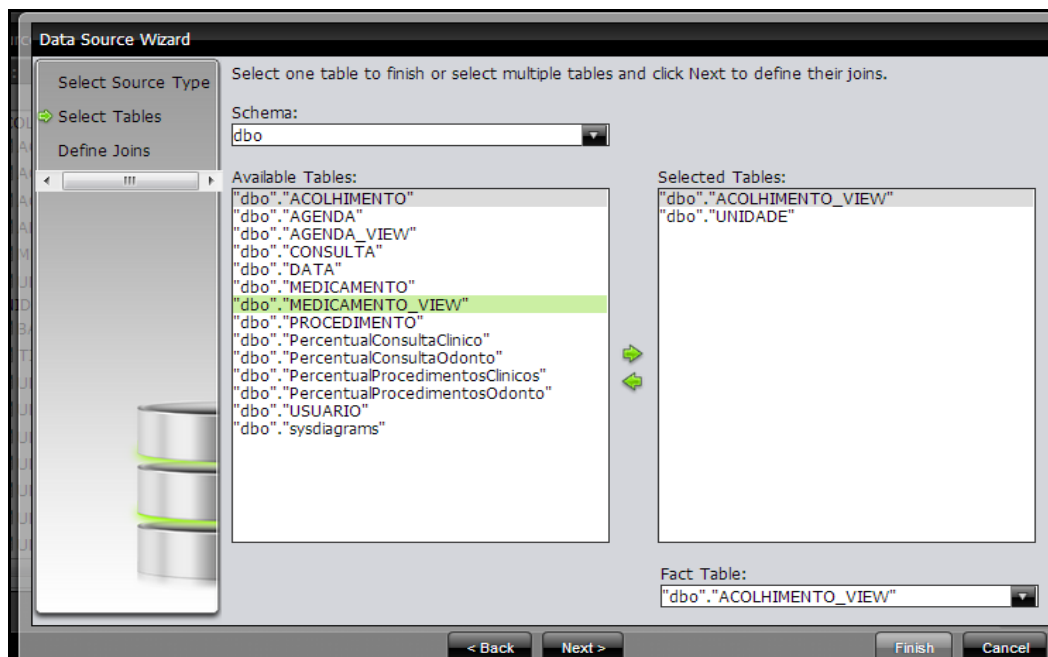 Data Source Wizard
Select Source Type
Select Tables
Define Joins
Select one table to finish or select multiple tables and click Next to define their joins.
Schema:
dbo
Available Tables:
"dbo"."ACOLHIMENTO"
"dbo"."AGENDA"
"dbo"."AGENDA_VIEW"
"dbo"."CONSULTA"
"dbo"."DATA"
"dbo"."MEDICAMENTO"
"dbo"."MEDICAMENTO_VIEW"
"dbo"."PROCEDIMENTO"
"dbo"."PercentualConsultaClinico"
"dbo"."PercentualConsultaOdonto"
"dbo"."PercentualProcedimentosClinicos"
"dbo"."PercentualProcedimentosOdonto"
"dbo"."USUARIO"
"dbo"."sysdiagrams"
Selected Tables:
"dbo"."ACOLHIMENTO_VIEW"
"dbo"."UNIDADE"
Fact Table:
"dbo"."ACOLHIMENTO_VIEW"
< Back
Next >
Finish
Cancel